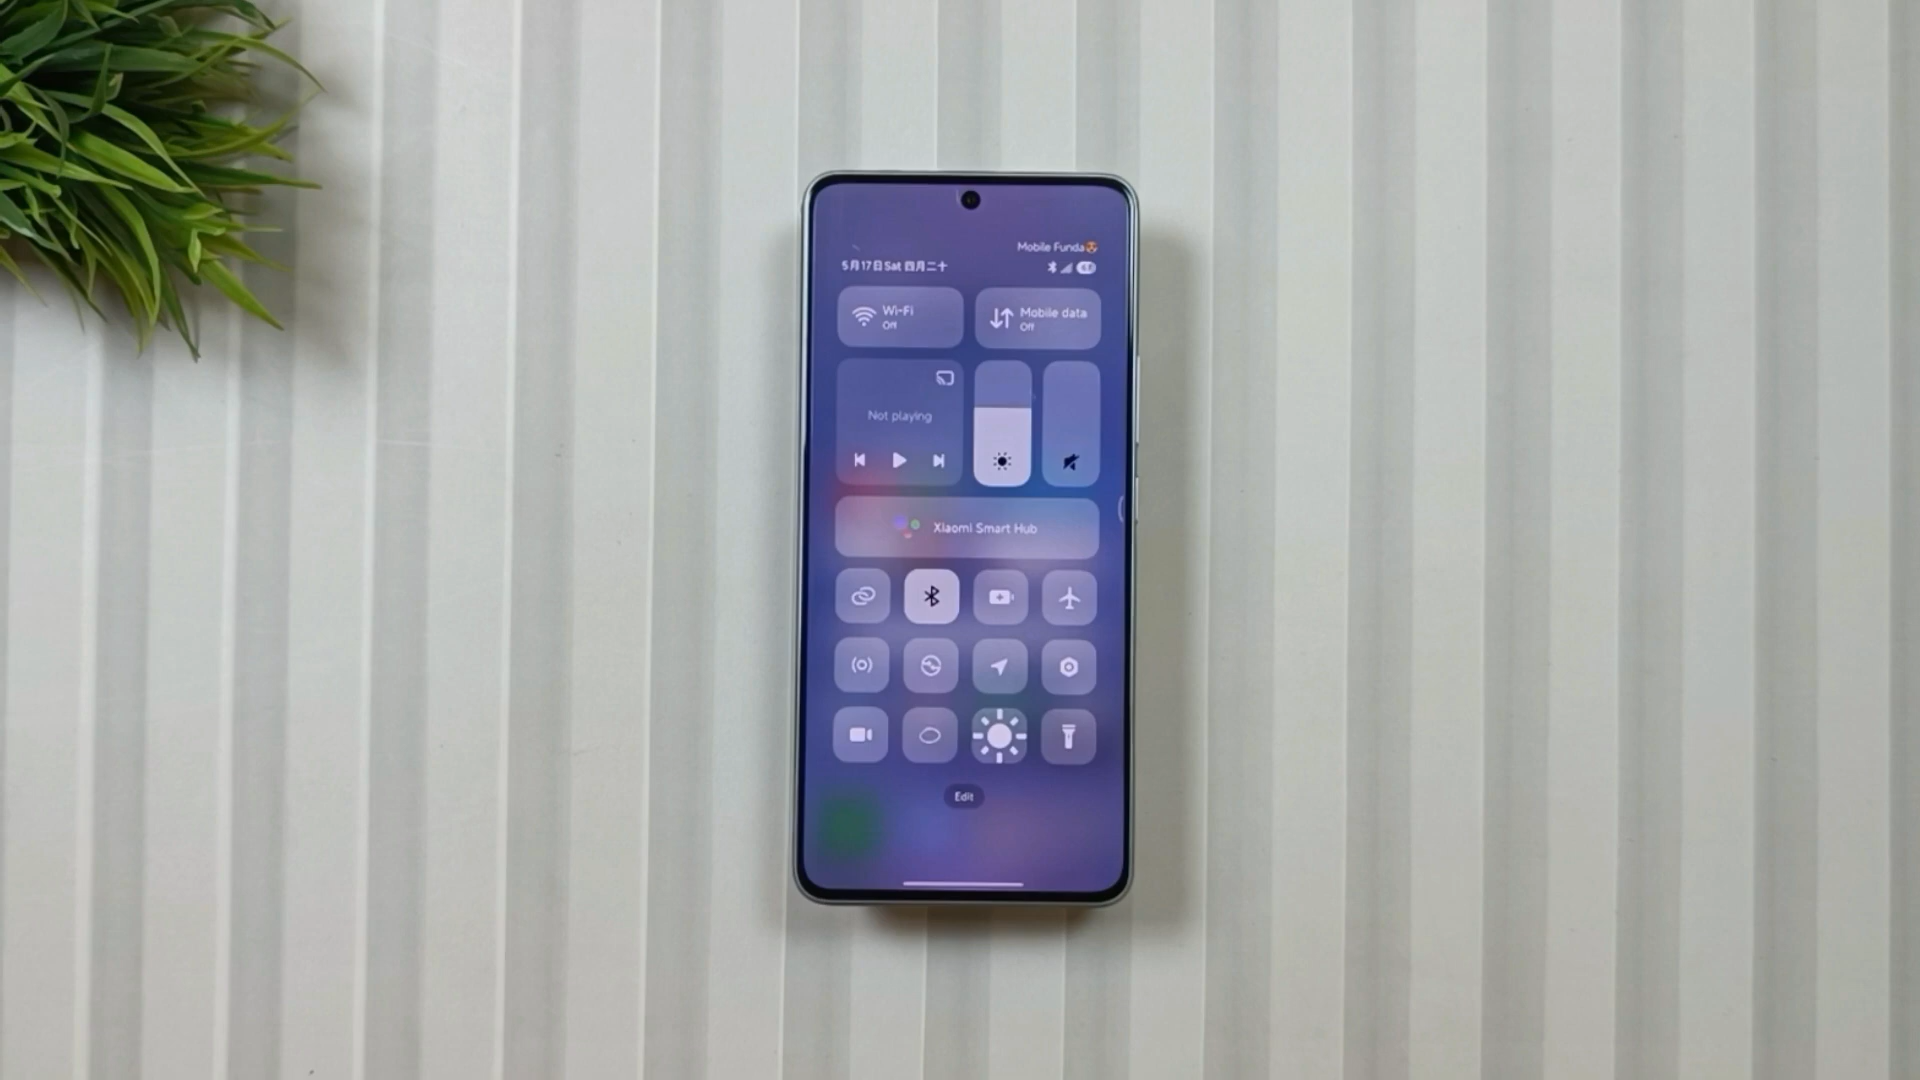 Mobile Funda😍
5月17日Sat 四月二十
Wi-Fi
Off
Mobile data
Off
Not playing
Xiaomi Smart Hub
Edit